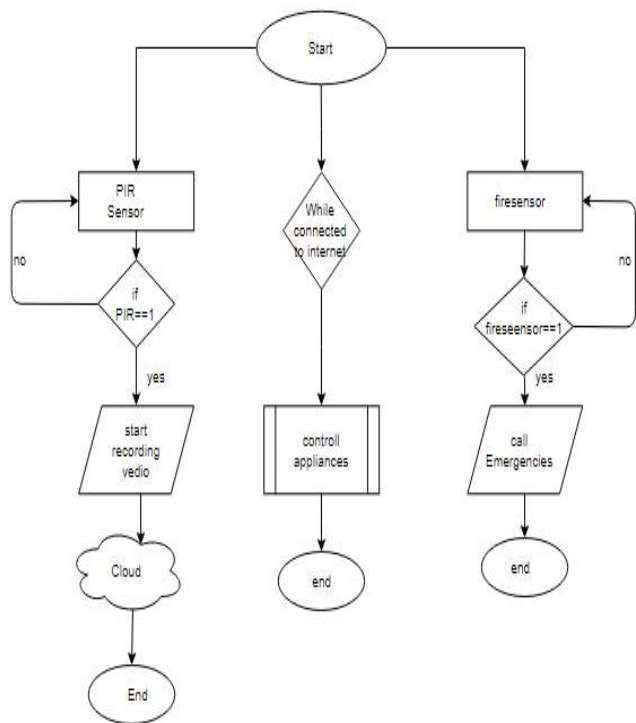 Start
PIR
Sensor
no
if
PIR==1
yes
start
recording
vedio
Cloud
End
While
connected
to internet
controll
appliances
end
firesensor
no
if
fireseensor==1
yes
call
Emergencies
end